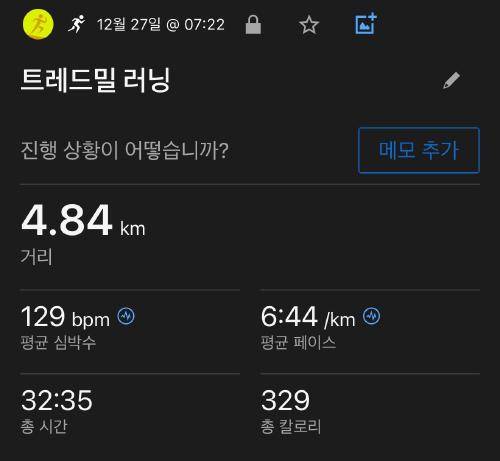 12월 27일 @ 07:22
트레드밀 러닝
진행 상황이 어떻습니까?
메모 추가
4.84 km
거리
129 bpm
평균 심박수
6:44 /km
평균 페이스
32:35
총 시간
329
총 칼로리